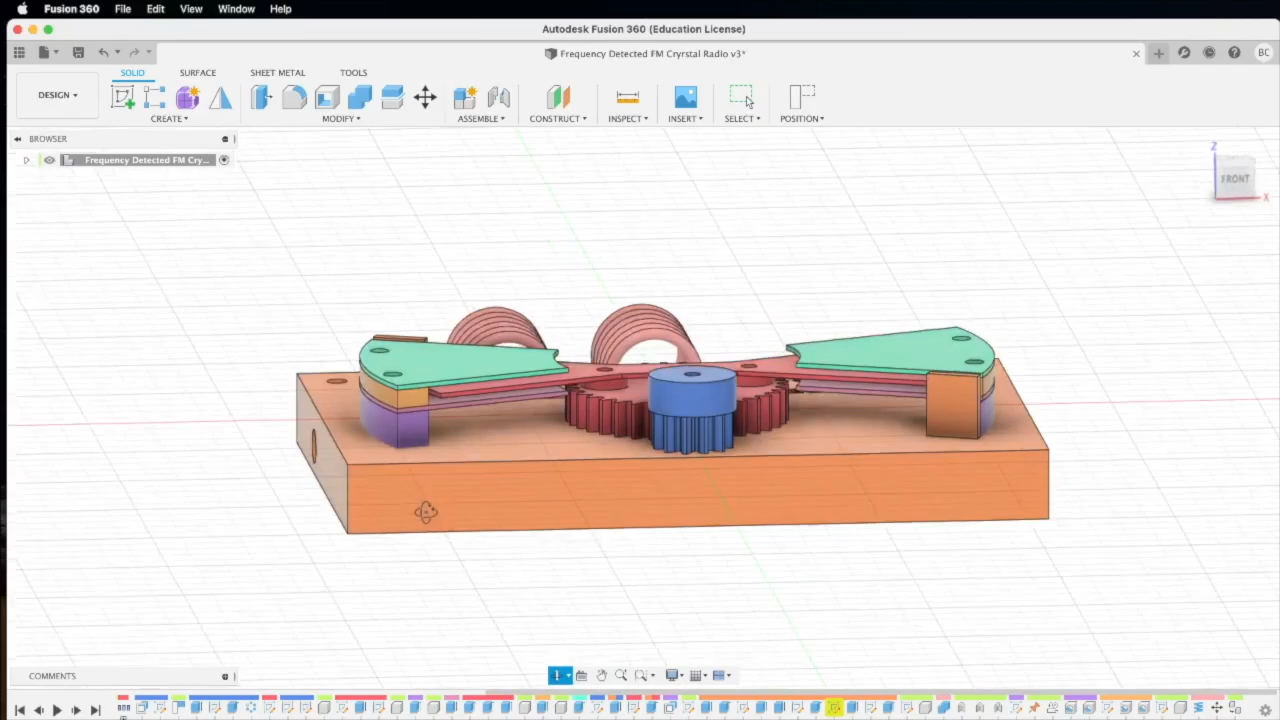 Fusion 360 File Edit View Window Help
Autodesk Fusion 360 (Education License)
Frequency Detected FM Cyrstal Radio v3*
BC
SOLID SURFACE SHEET METAL TOOLS
DESIGN
CREATE MODIFY ASSEMBLE CONSTRUCT INSPECT INSERT SELECT POSITION
BROWSER
Frequency Detected FM Cry...
Z
FRONT
X
COMMENTS